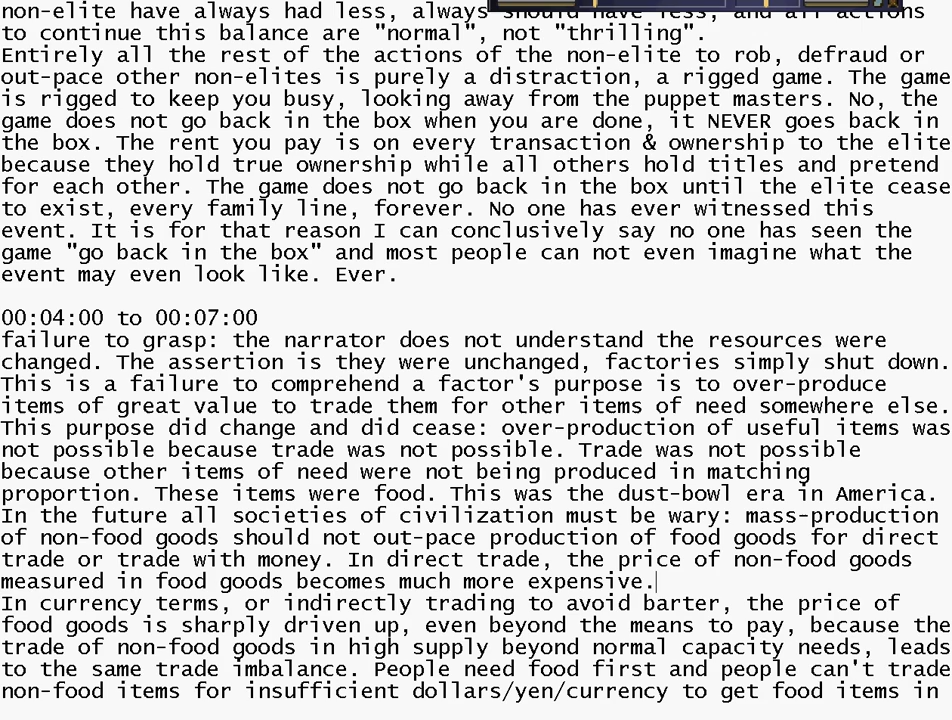 non-elite have always had less, always should have less, and all actions
to continue this balance are "normal", not "thrilling".
Entirely all the rest of the actions of the non-elite to rob, defraud or
out-pace other non-elites is purely a distraction, a rigged game. The game
is rigged to keep you busy, looking away from the puppet masters. No, the
game does not go back in the box when you are done, it NEVER goes back in
the box. The rent you pay is on every transaction & ownership to the elite
because they hold true ownership while all others hold titles and pretend
for each other. The game does not go back in the box until the elite cease
to exist, every family line, forever. No one has ever witnessed this
event. It is for that reason I can conclusively say no one has seen the
game "go back in the box" and most people can not even imagine what the
event may even look like. Ever.
00:04:00 to 00:07:00
failure to grasp: the narrator does not understand the resources were
changed. The assertion is they were unchanged, factories simply shut down.
This is a failure to comprehend a factor's purpose is to over-produce
items of great value to trade them for other items of need somewhere else.
This purpose did change and did cease: over-production of useful items was
not possible because trade was not possible. Trade was not possible
because other items of need were not being produced in matching
proportion. These items were food. This was the dust-bowl era in America.
In the future all societies of civilization must be wary: mass-production
of non-food goods should not out-pace production of food goods for direct
trade or trade with money. In direct trade, the price of non-food goods
measured in food goods becomes much more expensive.
In currency terms, or indirectly trading to avoid barter, the price of
food goods is sharply driven up, even beyond the means to pay, because the
trade of non-food goods in high supply beyond normal capacity needs, leads
to the same trade imbalance. People need food first and people can't trade
non-food items for insufficient dollars/yen/currency to get food items in